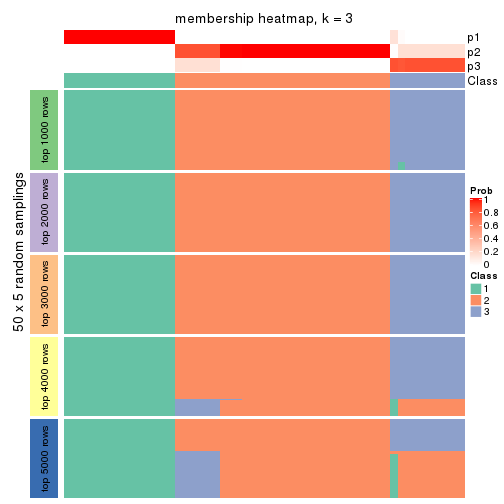 membership heatmap, k = 3
p1
p2
p3
Class
50 x 5 random samplings
top 1000 rows
top 2000 rows
top 3000 rows
top 4000 rows
top 5000 rows
Prob
1
0.8
0.6
0.4
0.2
0
Class
1
2
3